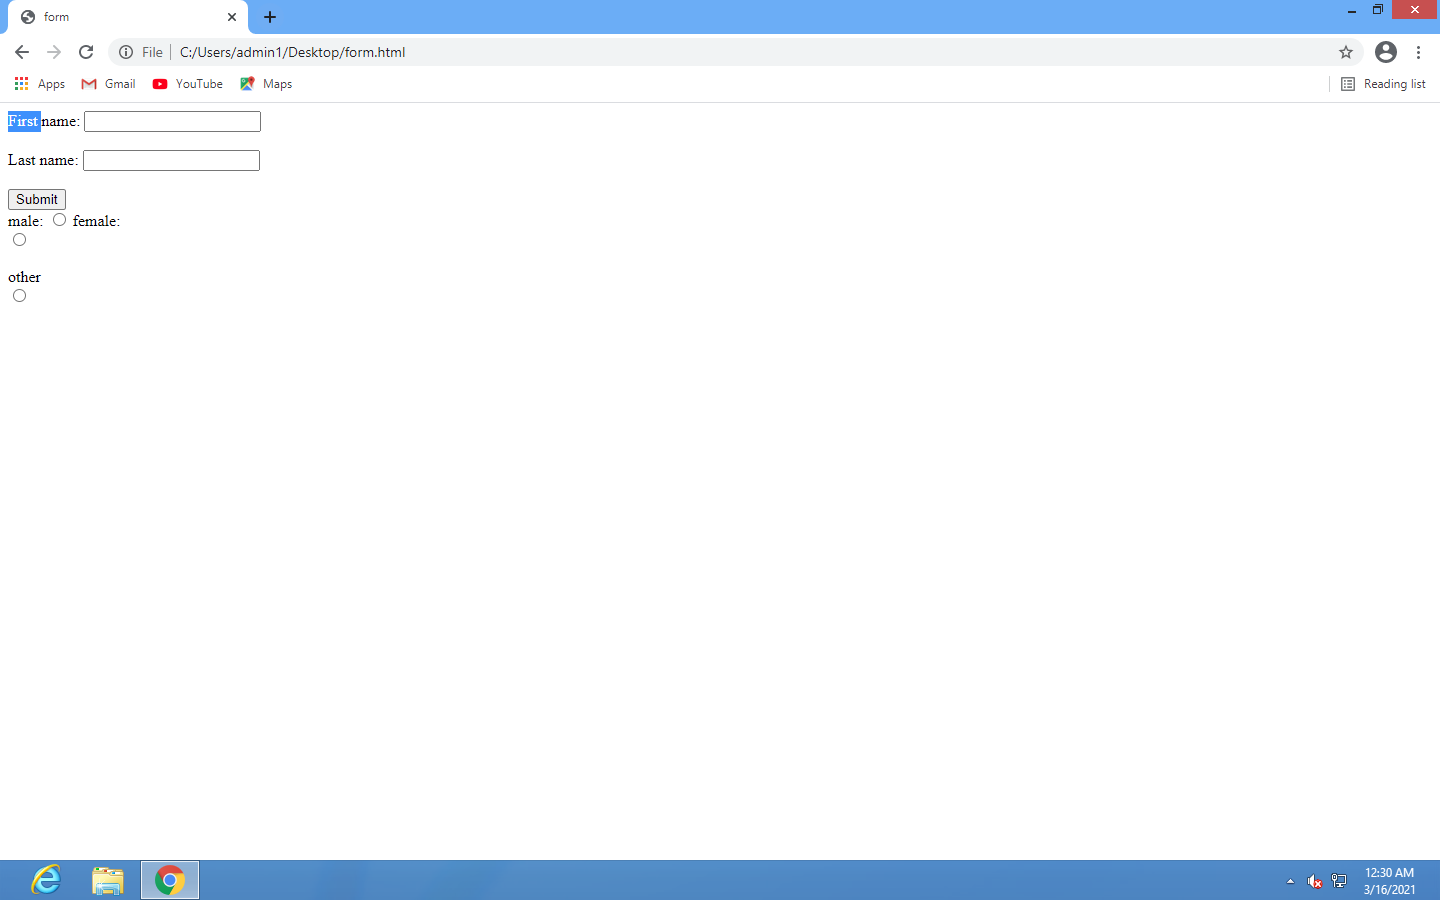 form
File C:/Users/admin1/Desktop/form.html
Apps Gmail YouTube Maps Reading list
First name:
Last name:
Submit
male: female:
other
12:30 AM
3/16/2021